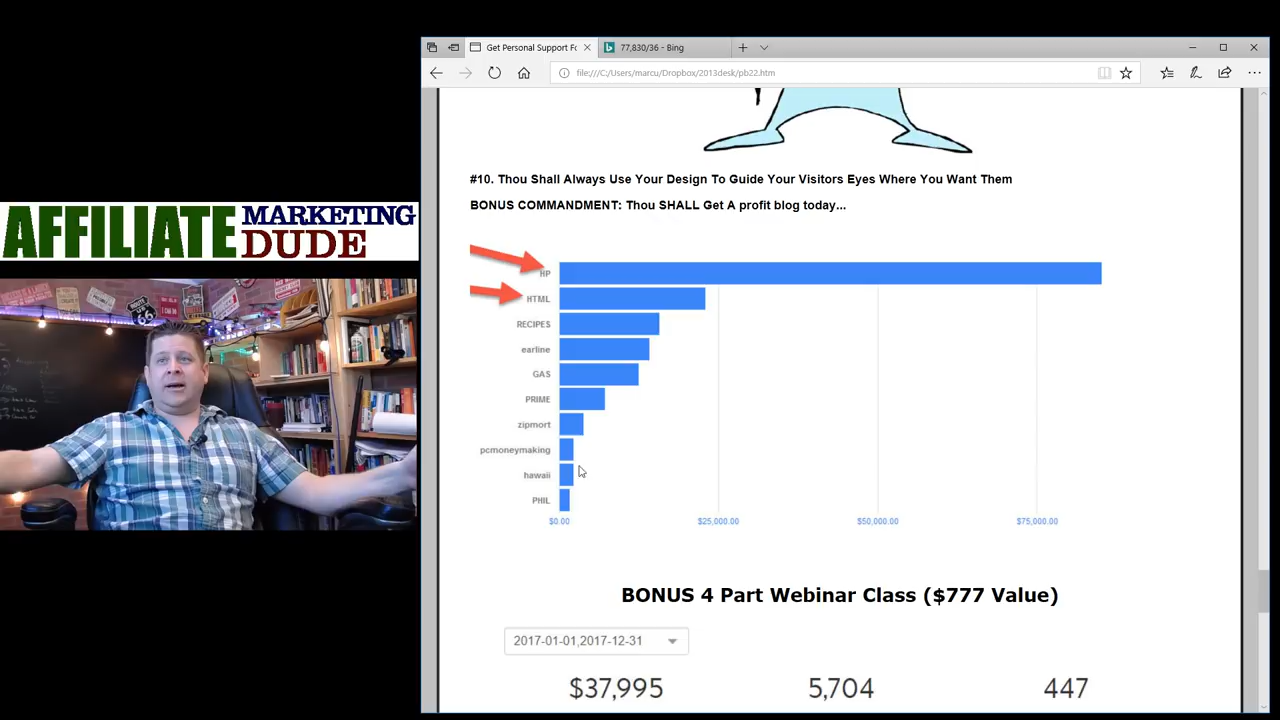 Get Personal Support Fo
77,830/36 - Bing
file:///C:/Users/marcu/Dropbox/2013desk/pb22.htm
#10. Thou Shall Always Use Your Design To Guide Your Visitors Eyes Where You Want Them
BONUS COMMANDMENT: Thou SHALL Get A profit blog today...
AFFILIATE MARKETING DUDE
HP
HTML
RECIPES
earline
GAS
PRIME
zipmort
pcmoneymaking
hawaii
PHIL
$0.00 $25,000.00 $50,000.00 $75,000.00
BONUS 4 Part Webinar Class ($777 Value)
2017-01-01,2017-12-31
$37,995 5,704 447
66